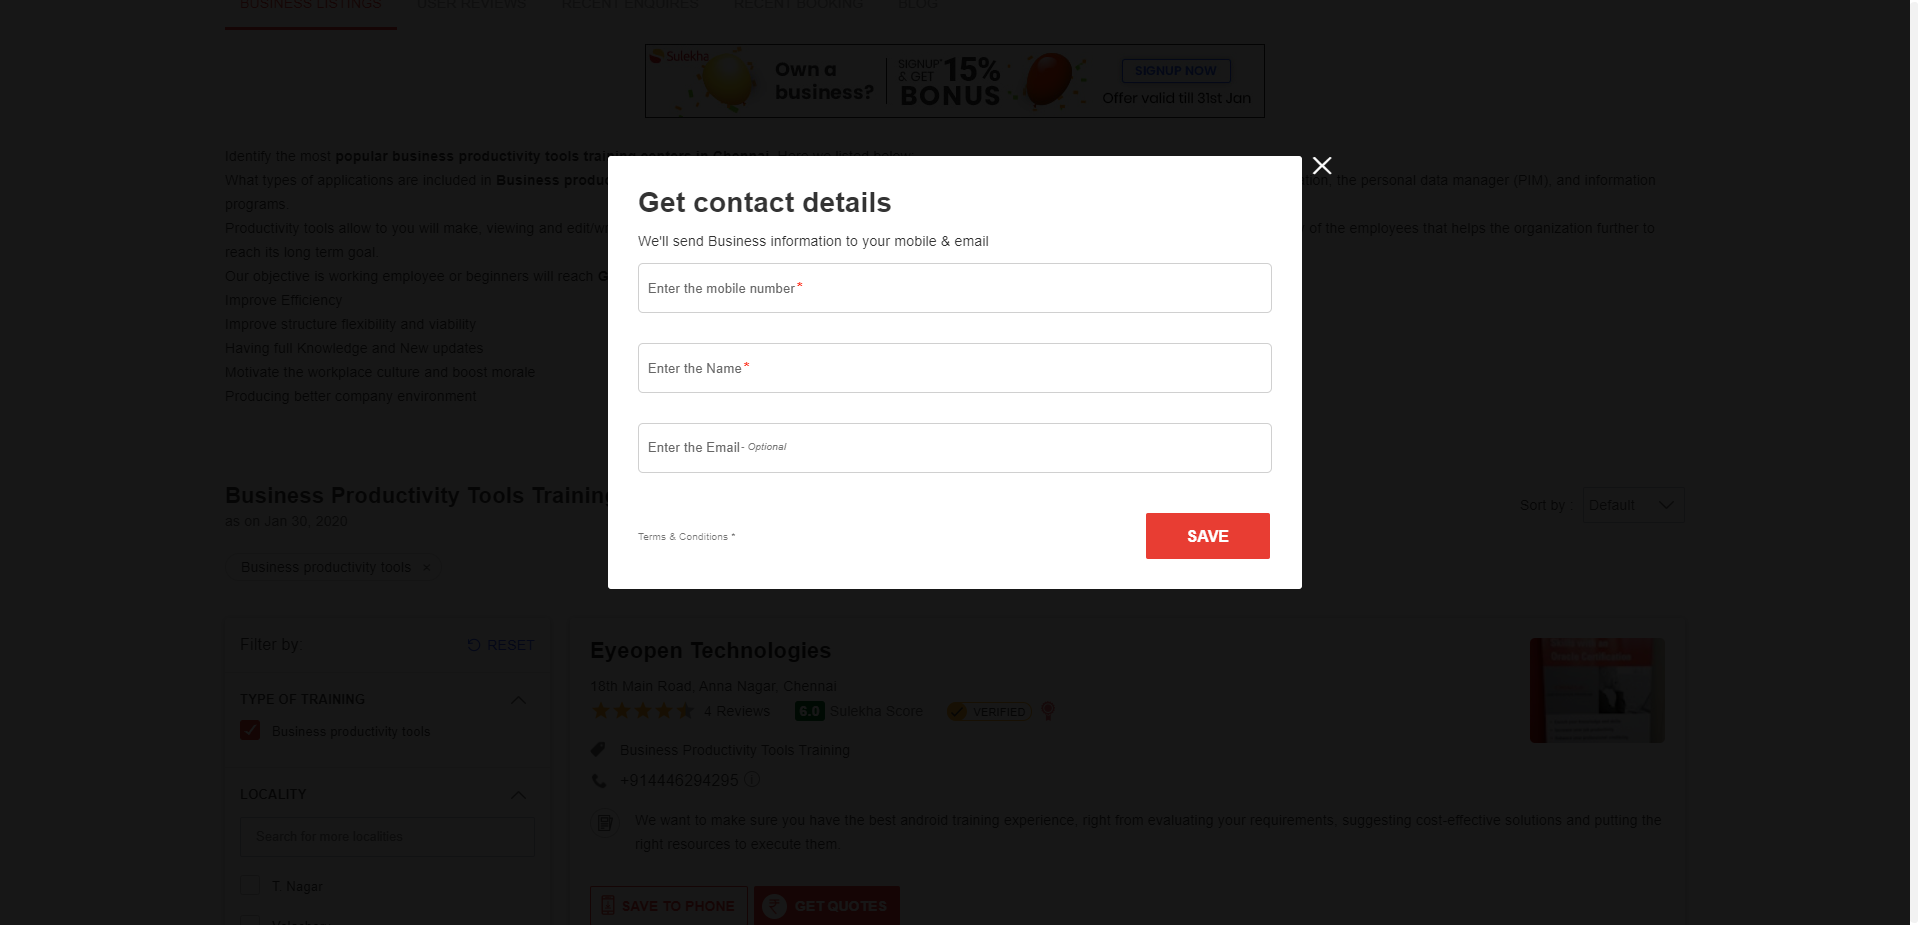 BUSINESS LISTINGS
USER REVIEWS
RECENT ENQUIRES
RECENT BOOKING
BLOG
Sulekha
Own a
business?
SIGNUP
& GET
15%
BONUS
SIGNUP NOW
Offer valid till 31st Jan
Identify the most popular business productivity tools training centers in Chennai. Here we listed below:
What types of applications are included in Business produc
tion, the personal data manager (PIM), and information
programs.
Productivity tools allow to you will make, viewing and edit/wr
of the employees that helps the organization further to
reach its long term goal.
Our objective is working employee or beginners will reach G
Improve Efficiency
Improve structure flexibility and viability
Having full Knowledge and New updates
Motivate the workplace culture and boost morale
Producing better company environment
Get contact details
We'll send Business information to your mobile & email
Enter the mobile number*
Enter the Name*
Enter the Email- Optional
Terms & Conditions *
SAVE
Business Productivity Tools Training
as on Jan 30, 2020
Sort by :
Default
Business productivity tools ×
Filter by:
RESET
TYPE OF TRAINING
Business productivity tools
LOCALITY
Search for more localities
T. Nagar
Eyeopen Technologies
18th Main Road, Anna Nagar, Chennai
4 Reviews
6.0 Sulekha Score
VERIFIED
Business Productivity Tools Training
+914446294295
We want to make sure you have the best android training experience, right from evaluating your requirements, suggesting cost-effective solutions and putting the
right resources to execute them.
SAVE TO PHONE
GET QUOTES